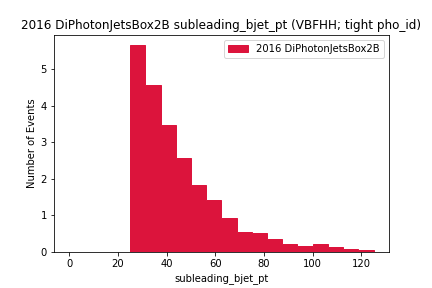 2016 DiPhotonJetsBox2B subleading_bjet_pt (VBFHH; tight pho_id)
2016 DiPhotonJetsBox2B
Number of Events
5
4
3
2
1
0
0 20 40 60 80 100 120
subleading_bjet_pt